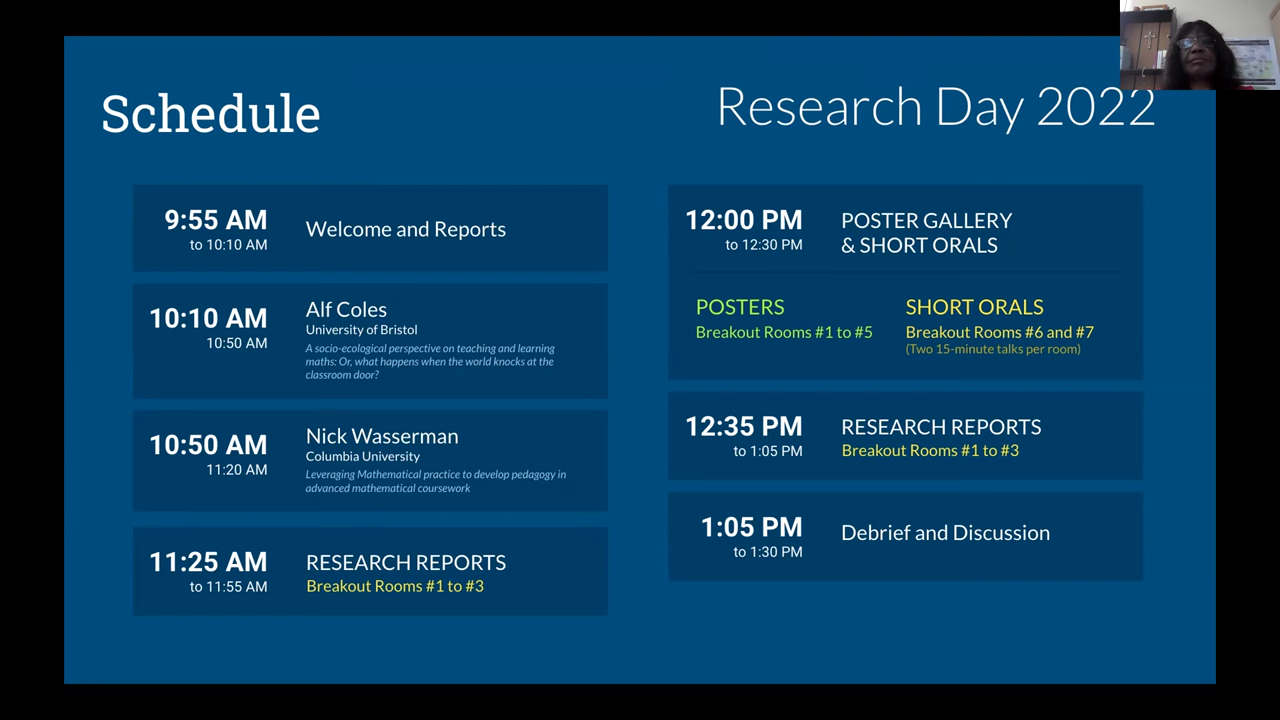 Schedule
Research Day 2022
9:55 AM
to 10:10 AM
Welcome and Reports
10:10 AM
10:50 AM
Alf Coles
University of Bristol
A socio-ecological perspective on teaching and learning
maths: Or, what happens when the world knocks at the
classroom door?
10:50 AM
11:20 AM
Nick Wasserman
Columbia University
Leveraging Mathematical practice to develop pedagogy in
advanced mathematical coursework
11:25 AM
to 11:55 AM
RESEARCH REPORTS
Breakout Rooms #1 to #3
12:00 PM
to 12:30 PM
POSTER GALLERY
& SHORT ORALS
POSTERS
Breakout Rooms #1 to #5
SHORT ORALS
Breakout Rooms #6 and #7
(Two 15-minute talks per room)
12:35 PM
to 1:05 PM
RESEARCH REPORTS
Breakout Rooms #1 to #3
1:05 PM
to 1:30 PM
Debrief and Discussion